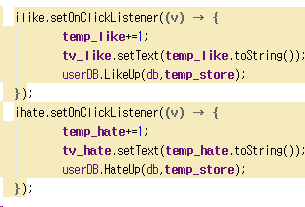 ilike.setOnClickListener((v) → {
        temp_like+=1;
        tv_like.setText(temp_like.toString());
        userDB.LikeUp(db,temp_store);
});
ihate.setOnClickListener((v) → {
        temp_hate+=1;
        tv_hate.setText(temp_hate.toString());
        userDB.HateUp(db,temp_store);
});